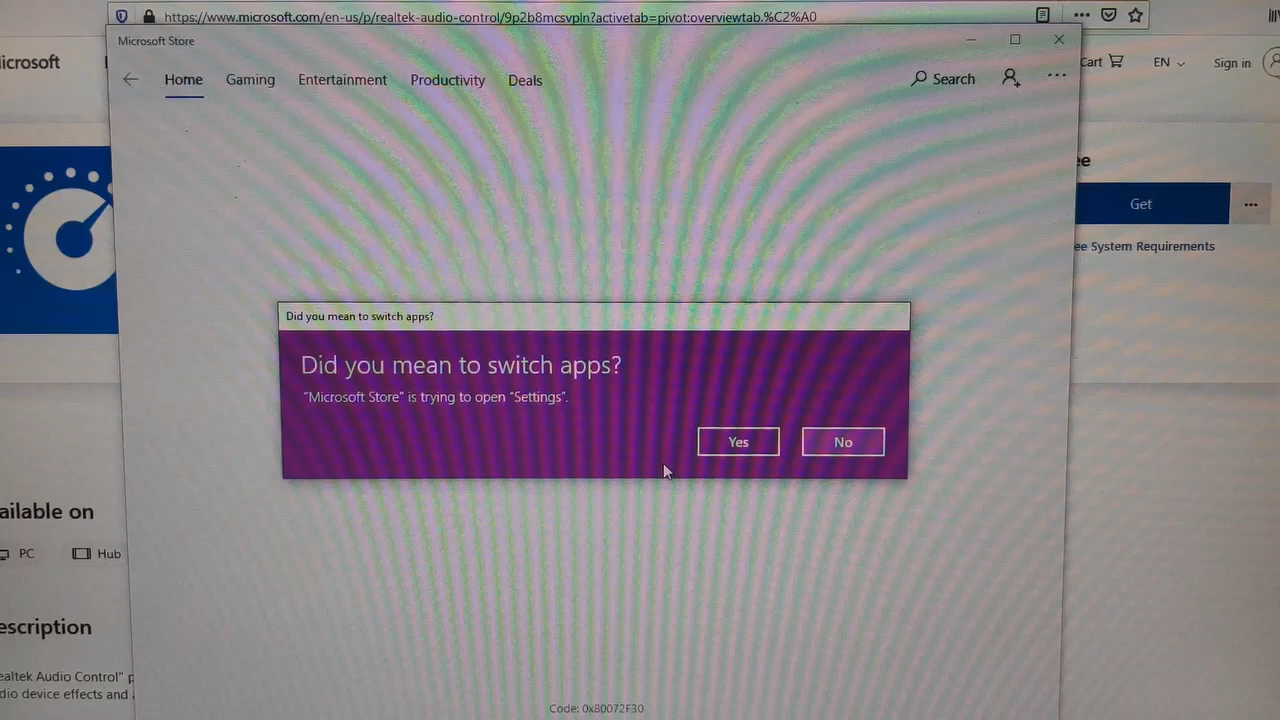 https://www.microsoft.com/en-us/p/realtek-audio-control/9p2b8mcsvpln?activetab=pivot:overviewtab.%C2%A0
icrosoft
Microsoft Store
Home Gaming Entertainment Productivity Deals
Search
Cart
EN
Sign in
ee
Get
ee System Requirements
Did you mean to switch apps?
Did you mean to switch apps?
“Microsoft Store” is trying to open “Settings”.
Yes No
ailable on
PC Hub
escription
ealtek Audio Control” p
dio device effects and
Code: 0x80072F30